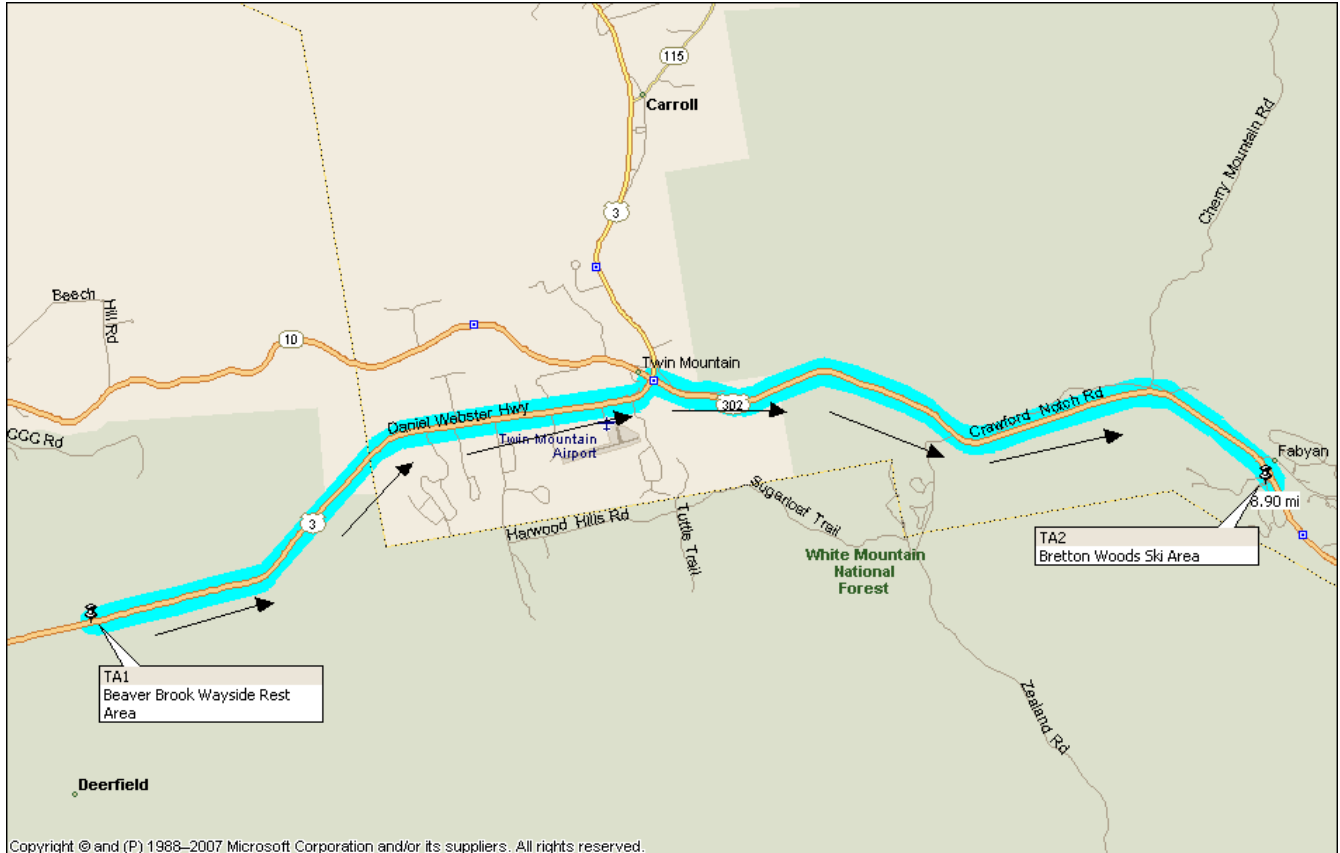 115
Carroll
Cherry Mountain Rd
3
Beech
Hill Rd
10
Twin Mountain
302
Daniel Webster Hwy
Crawford Notch Rd
CCC Rd
Twin Mountain
Airport
Fabyan
8.90 mi
Sugarloaf Trail
Harwood Hills Rd
Tuttle Trail
3
White Mountain
National
Forest
TA2
Bretton Woods Ski Area
TA1
Beaver Brook Wayside Rest
Area
Zealand Rd
Deerfield
Copyright © and (P) 1988–2007 Microsoft Corporation and/or its suppliers. All rights reserved.